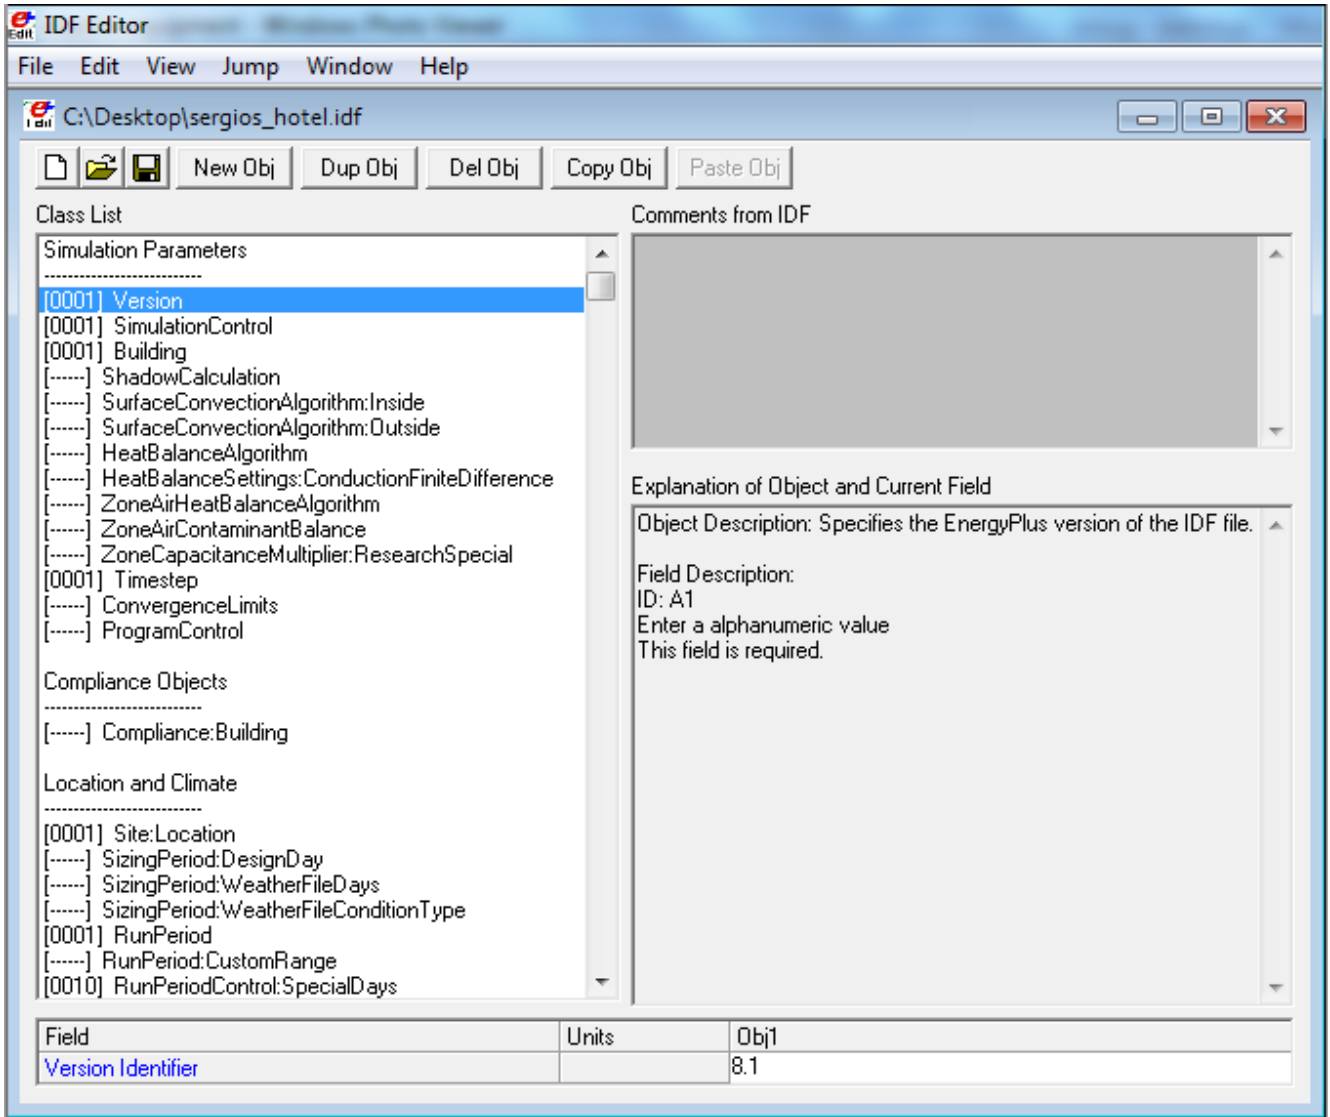 IDF Editor
File Edit View Jump Window Help
C:\Desktop\sergios_hotel.idf
New Obj Dup Obj Del Obj Copy Obj Paste Obj
Class List
Simulation Parameters
---------------------------
[0001] Version
[0001] SimulationControl
[0001] Building
[------] ShadowCalculation
[------] SurfaceConvectionAlgorithm:Inside
[------] SurfaceConvectionAlgorithm:Outside
[------] HeatBalanceAlgorithm
[------] HeatBalanceSettings:ConductionFiniteDifference
[------] ZoneAirHeatBalanceAlgorithm
[------] ZoneAirContaminantBalance
[------] ZoneCapacitanceMultiplier:ResearchSpecial
[0001] Timestep
[------] ConvergenceLimits
[------] ProgramControl
Compliance Objects
---------------------------
[------] Compliance:Building
Location and Climate
---------------------------
[0001] Site:Location
[------] SizingPeriod:DesignDay
[------] SizingPeriod:WeatherFileDays
[------] SizingPeriod:WeatherFileConditionType
[0001] RunPeriod
[------] RunPeriod:CustomRange
[0010] RunPeriodControl:SpecialDays
Comments from IDF
Explanation of Object and Current Field
Object Description: Specifies the EnergyPlus version of the IDF file.
Field Description:
ID: A1
Enter a alphanumeric value
This field is required.
Field Units Obj1
Version Identifier 8.1